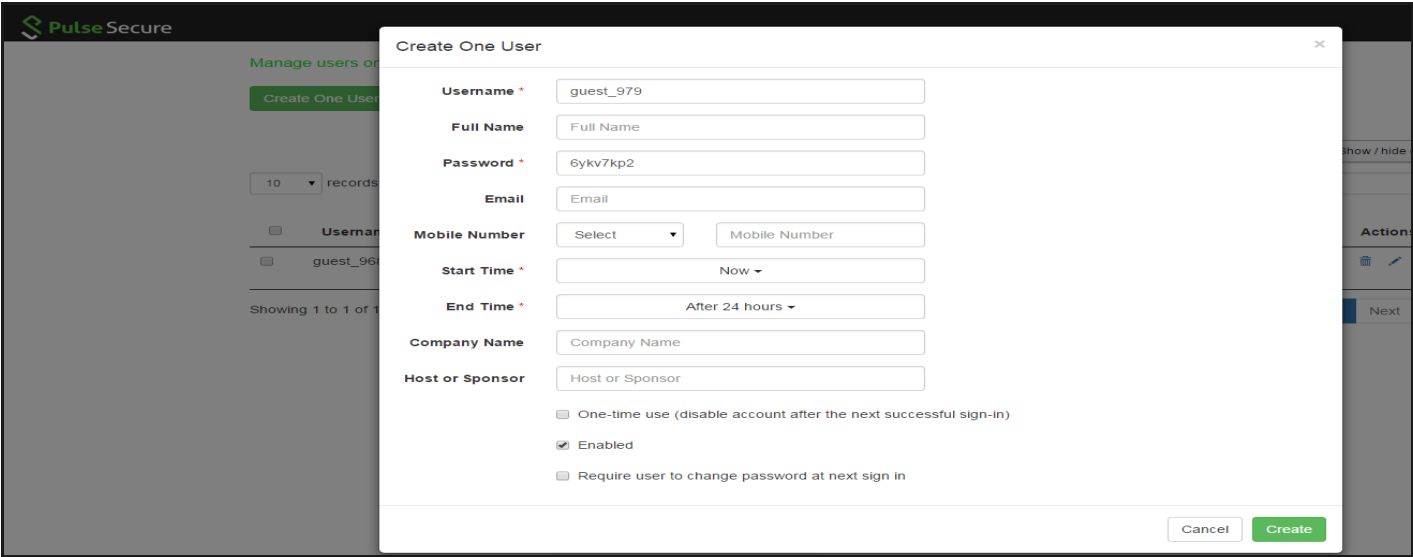 Pulse Secure
Create One User
×
Manage users or
Create One User
Username *
guest_979
Full Name
Full Name
Password *
6ykv7kp2
Show / hide
10
records
Email
Email
Usernar
Mobile Number
Select
Mobile Number
Action
guest_968
Start Time *
Now
Showing 1 to 1 of 1
End Time *
After 24 hours
Next
Company Name
Company Name
Host or Sponsor
Host or Sponsor
One-time use (disable account after the next successful sign-in)
Enabled
Require user to change password at next sign in
Cancel
Create